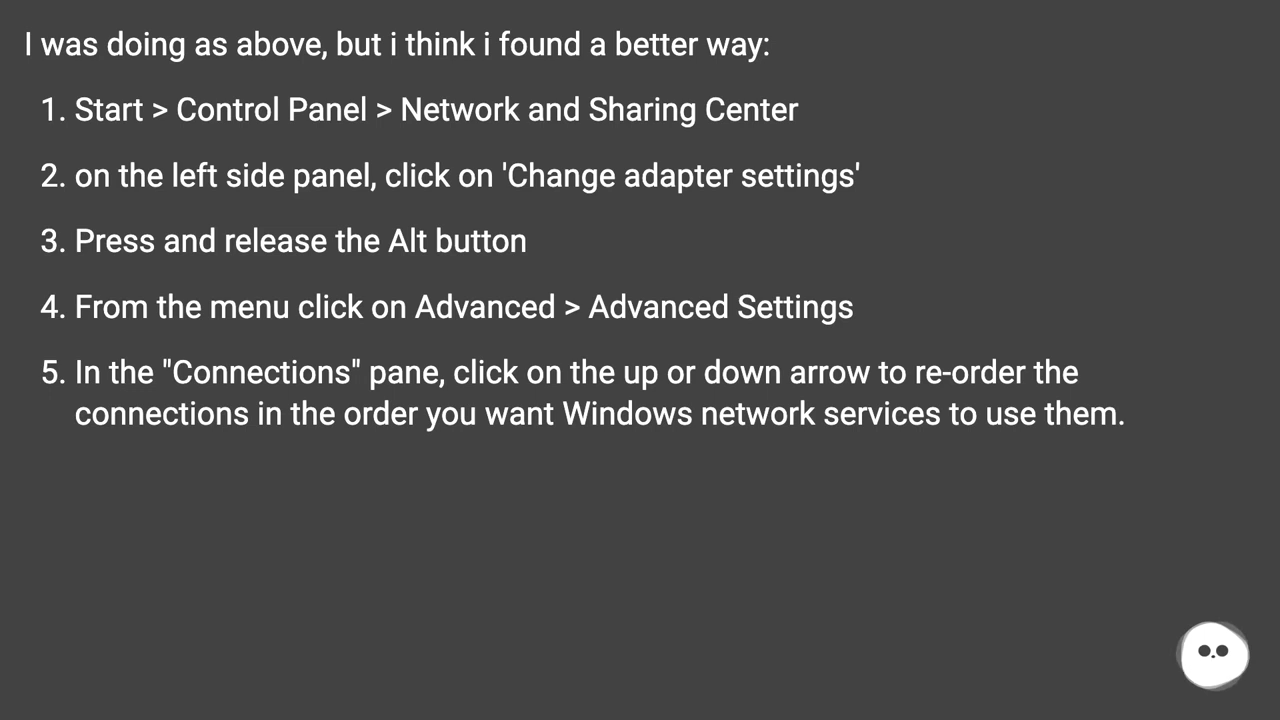 I was doing as above, but i think i found a better way:
1. Start > Control Panel > Network and Sharing Center
2. on the left side panel, click on 'Change adapter settings'
3. Press and release the Alt button
4. From the menu click on Advanced > Advanced Settings
5. In the "Connections" pane, click on the up or down arrow to re-order the
connections in the order you want Windows network services to use them.